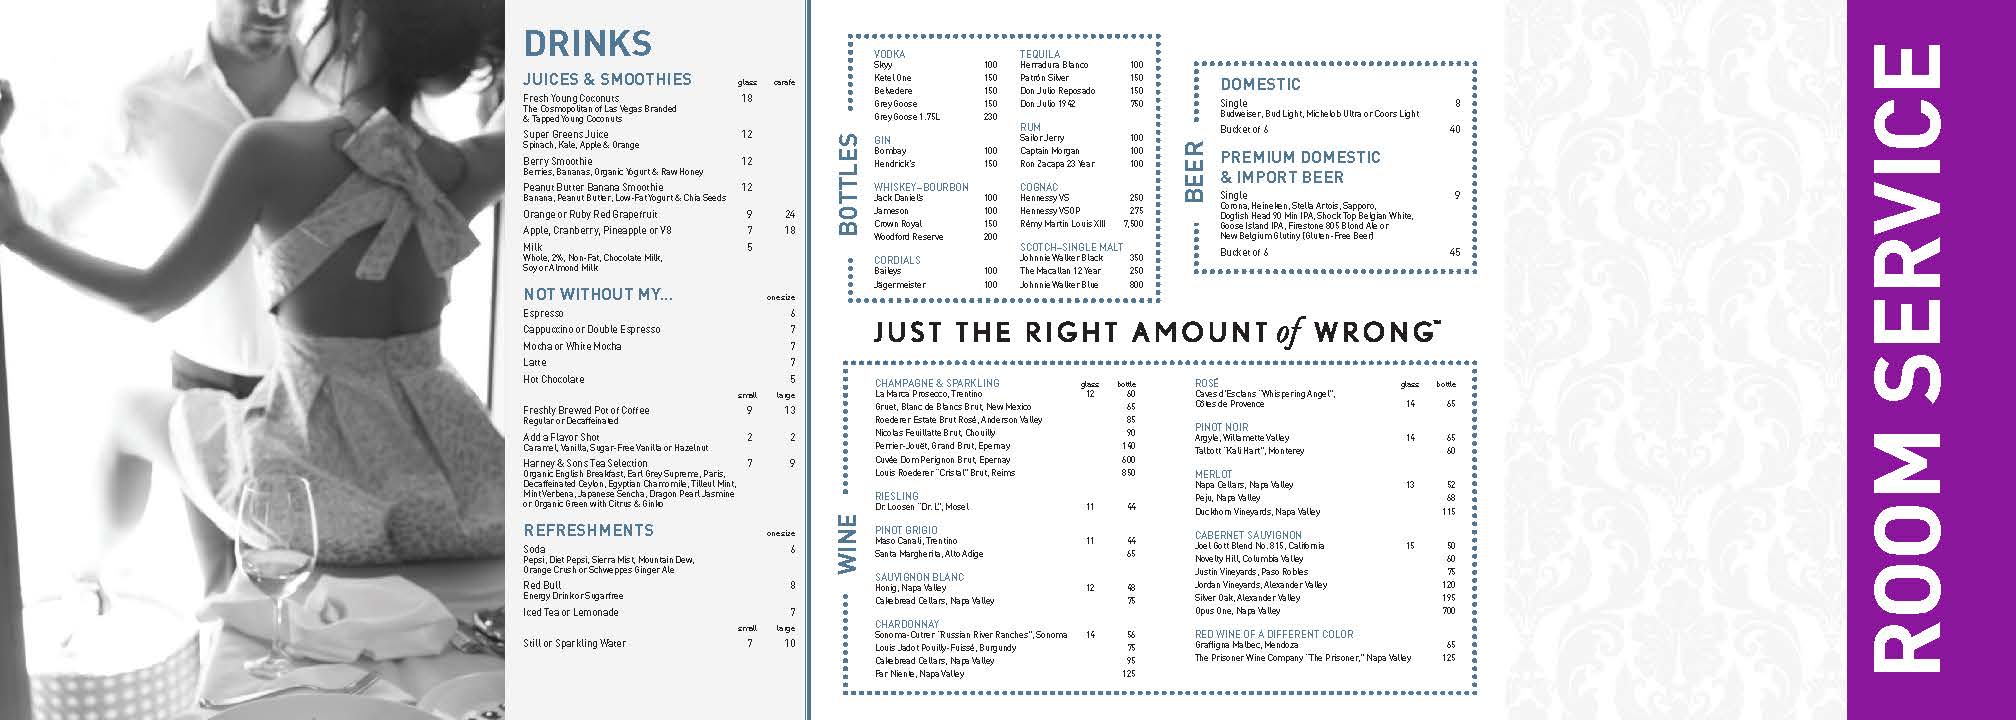 DRINKS
JUICES & SMOOTHIES glass carafe
Fresh Young Coconuts 18
The Cosmopolitan of Las Vegas Branded
& Tapped Young Coconuts
Super Greens Juice 12
Spinach, Kale, Apple & Orange
Berry Smoothie 12
Berries, Bananas, Organic Yogurt & Raw Honey
Peanut Butter Banana Smoothie 12
Banana, Peanut Butter, Low-Fat Yogurt & Chia Seeds
Orange or Ruby Red Grapefruit 9 24
Apple, Cranberry, Pineapple or V8 7 18
Milk 5
Whole, 2%, Non-Fat, Chocolate Milk,
Soy or Almond Milk
NOT WITHOUT MY... one size
Espresso 6
Cappuccino or Double Espresso 7
Mocha or White Mocha 7
Latte 7
Hot Chocolate 5
small large
Freshly Brewed Pot of Coffee 9 13
Regular or Decaffeinated
Add a Flavor Shot 2 2
Caramel, Vanilla, Sugar-Free Vanilla or Hazelnut
Harney & Sons Tea Selection 7 9
Organic English Breakfast, Earl Grey Supreme, Paris,
Decaffeinated Ceylon, Egyptian Chamomile, Tilleul Mint,
Mint Verbena, Japanese Sencha, Dragon Pearl Jasmine
or Organic Green with Citrus & Ginko
REFRESHMENTS one size
Soda 6
Pepsi, Diet Pepsi, Sierra Mist, Mountain Dew,
Orange Crush or Schweppes Ginger Ale
Red Bull 8
Energy Drink or Sugarfree
Iced Tea or Lemonade 7
small large
Still or Sparkling Water 7 10
BOTTLES
VODKA
Skyy 100
Ketel One 150
Belvedere 150
Grey Goose 150
Grey Goose 1.75L 230
GIN
Bombay 100
Hendrick's 150
WHISKEY–BOURBON
Jack Daniel's 100
Jameson 100
Crown Royal 150
Woodford Reserve 200
CORDIALS
Baileys 100
Jägermeister 100
TEQUILA
Herradura Blanco 100
Patrón Silver 150
Don Julio Reposado 150
Don Julio 1942 750
RUM
Sailor Jerry 100
Captain Morgan 100
Ron Zacapa 23 Year 100
COGNAC
Hennessy VS 250
Hennessy VSOP 275
Rémy Martin Louis XIII 7,500
SCOTCH–SINGLE MALT
Johnnie Walker Black 350
The Macallan 12 Year 250
Johnnie Walker Blue 800
BEER
DOMESTIC
Single 8
Budweiser, Bud Light, Michelob Ultra or Coors Light
Bucket of 6 40
PREMIUM DOMESTIC
& IMPORT BEER
Single 9
Corona, Heineken, Stella Artois, Sapporo,
Dogfish Head 90 Min IPA, Shock Top Belgian White,
Goose Island IPA, Firestone 805 Blond Ale or
New Belgium Glutiny [Gluten-Free Beer]
Bucket of 6 45
JUST THE RIGHT AMOUNT of WRONG™
WINE
CHAMPAGNE & SPARKLING glass bottle
La Marca Prosecco, Trentino 12 60
Gruet, Blanc de Blancs Brut, New Mexico 65
Roederer Estate Brut Rosé, Anderson Valley 85
Nicolas Feuillatte Brut, Chouilly 90
Perrier-Jouët, Grand Brut, Epernay 140
Cuvée Dom Perignon Brut, Epernay 600
Louis Roederer "Cristal" Brut, Reims 850
RIESLING
Dr. Loosen "Dr. L", Mosel 11 44
PINOT GRIGIO
Maso Canali, Trentino 11 44
Santa Margherita, Alto Adige 65
SAUVIGNON BLANC
Honig, Napa Valley 12 48
Cakebread Cellars, Napa Valley 75
CHARDONNAY
Sonoma-Cutrer "Russian River Ranches", Sonoma 14 56
Louis Jadot Pouilly-Fuissé, Burgundy 75
Cakebread Cellars, Napa Valley 95
Far Niente, Napa Valley 125
ROSÉ glass bottle
Caves d'Esclans "Whispering Angel",
Côtes de Provence 14 65
PINOT NOIR
Argyle, Willamette Valley 14 65
Talbott "Kali Hart", Monterey 60
MERLOT
Napa Cellars, Napa Valley 13 52
Peju, Napa Valley 68
Duckhorn Vineyards, Napa Valley 115
CABERNET SAUVIGNON
Joel Gott Blend No. 815, California 15 50
Novelty Hill, Columbia Valley 60
Justin Vineyards, Paso Robles 75
Jordan Vineyards, Alexander Valley 120
Silver Oak, Alexander Valley 195
Opus One, Napa Valley 700
RED WINE OF A DIFFERENT COLOR
Graffigna Malbec, Mendoza 65
The Prisoner Wine Company "The Prisoner," Napa Valley 125
ROOM SERVICE